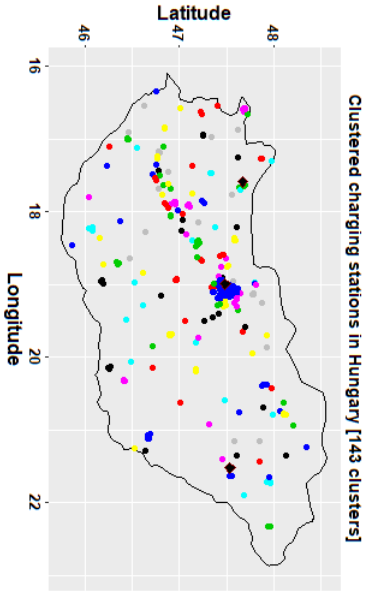 Clustered charging stations in Hungary [143 clusters]
Latitude
48
47
46
16
18
20
22
Longitude